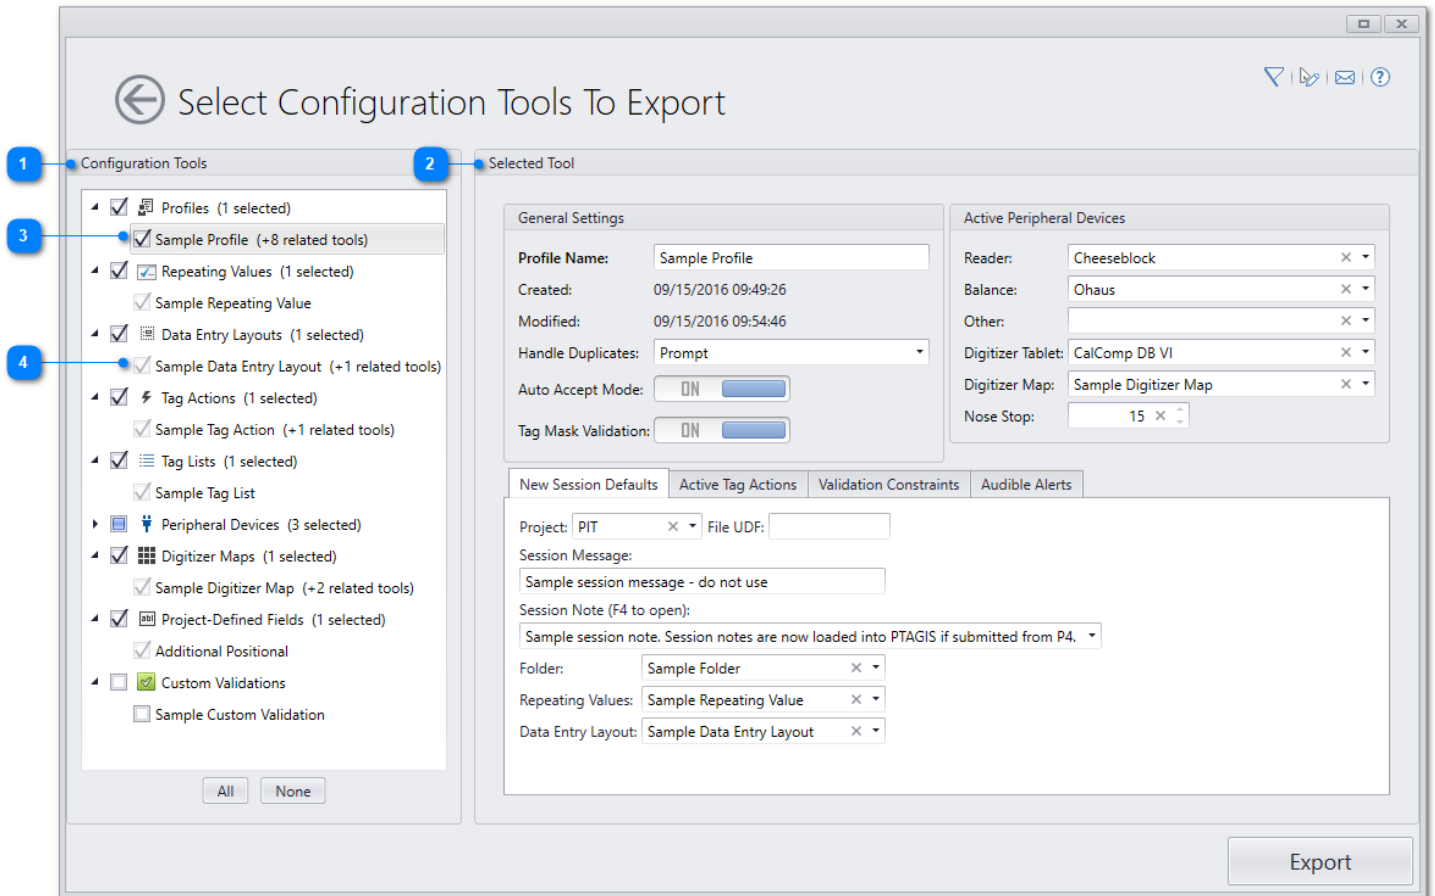 Select Configuration Tools To Export
1
Configuration Tools
Profiles (1 selected)
3
Sample Profile (+8 related tools)
Repeating Values (1 selected)
Sample Repeating Value
Data Entry Layouts (1 selected)
4
Sample Data Entry Layout (+1 related tools)
Tag Actions (1 selected)
Sample Tag Action (+1 related tools)
Tag Lists (1 selected)
Sample Tag List
Peripheral Devices (3 selected)
Digitizer Maps (1 selected)
Sample Digitizer Map (+2 related tools)
abl Project-Defined Fields (1 selected)
Additional Positional
Custom Validations
Sample Custom Validation
All None
2
Selected Tool
General Settings
Profile Name: Sample Profile
Created: 09/15/2016 09:49:26
Modified: 09/15/2016 09:54:46
Handle Duplicates: Prompt
Auto Accept Mode: ON
Tag Mask Validation: ON
Active Peripheral Devices
Reader: Cheeseblock
Balance: Ohaus
Other:
Digitizer Tablet: CalComp DB VI
Digitizer Map: Sample Digitizer Map
Nose Stop: 15
New Session Defaults Active Tag Actions Validation Constraints Audible Alerts
Project: PIT File UDF:
Session Message:
Sample session message - do not use
Session Note (F4 to open):
Sample session note. Session notes are now loaded into PTAGIS if submitted from P4.
Folder: Sample Folder
Repeating Values: Sample Repeating Value
Data Entry Layout: Sample Data Entry Layout
Export